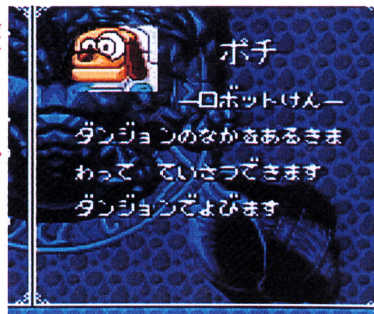 ポチ
―ロボットけん―
ダンジョンのなかをあるきま
わって ていさつできます
ダンジョンでよびます